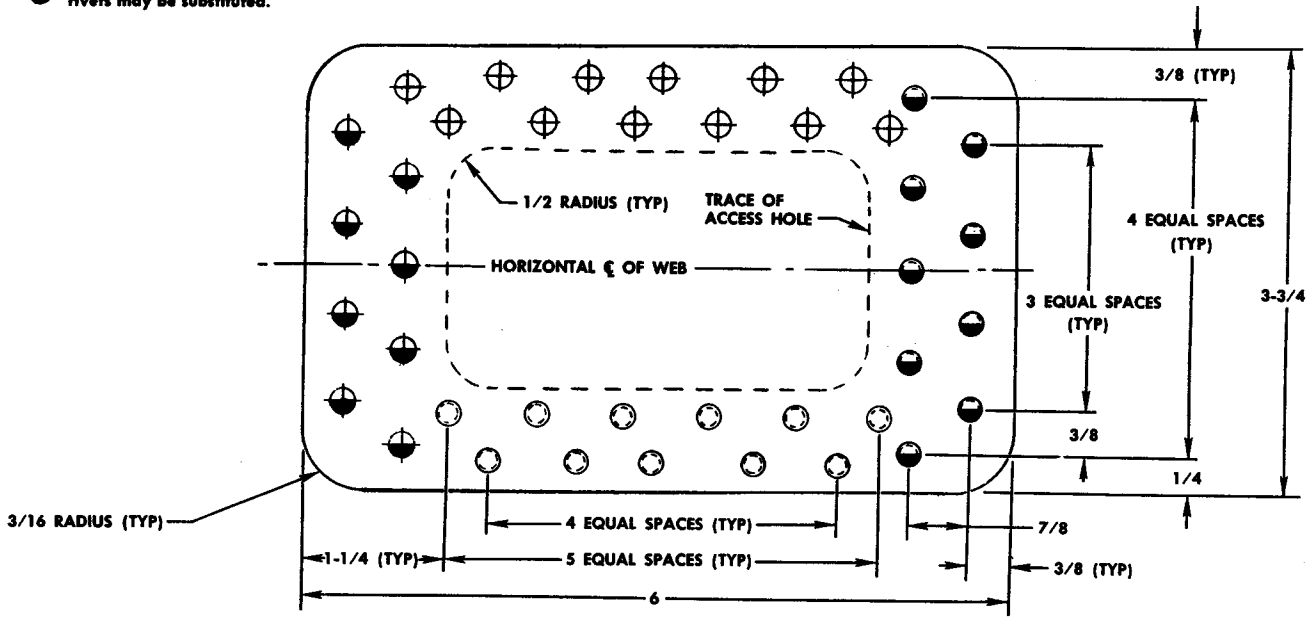 rivets may be substituted.
3/8 (TYP)
1/2 RADIUS (TYP)
TRACE OF
ACCESS HOLE
4 EQUAL SPACES
(TYP)
HORIZONTAL ℄ OF WEB
3 EQUAL SPACES
(TYP)
3-3/4
3/8
1/4
3/16 RADIUS (TYP)
4 EQUAL SPACES (TYP)
7/8
1-1/4 (TYP)
5 EQUAL SPACES (TYP)
3/8 (TYP)
6